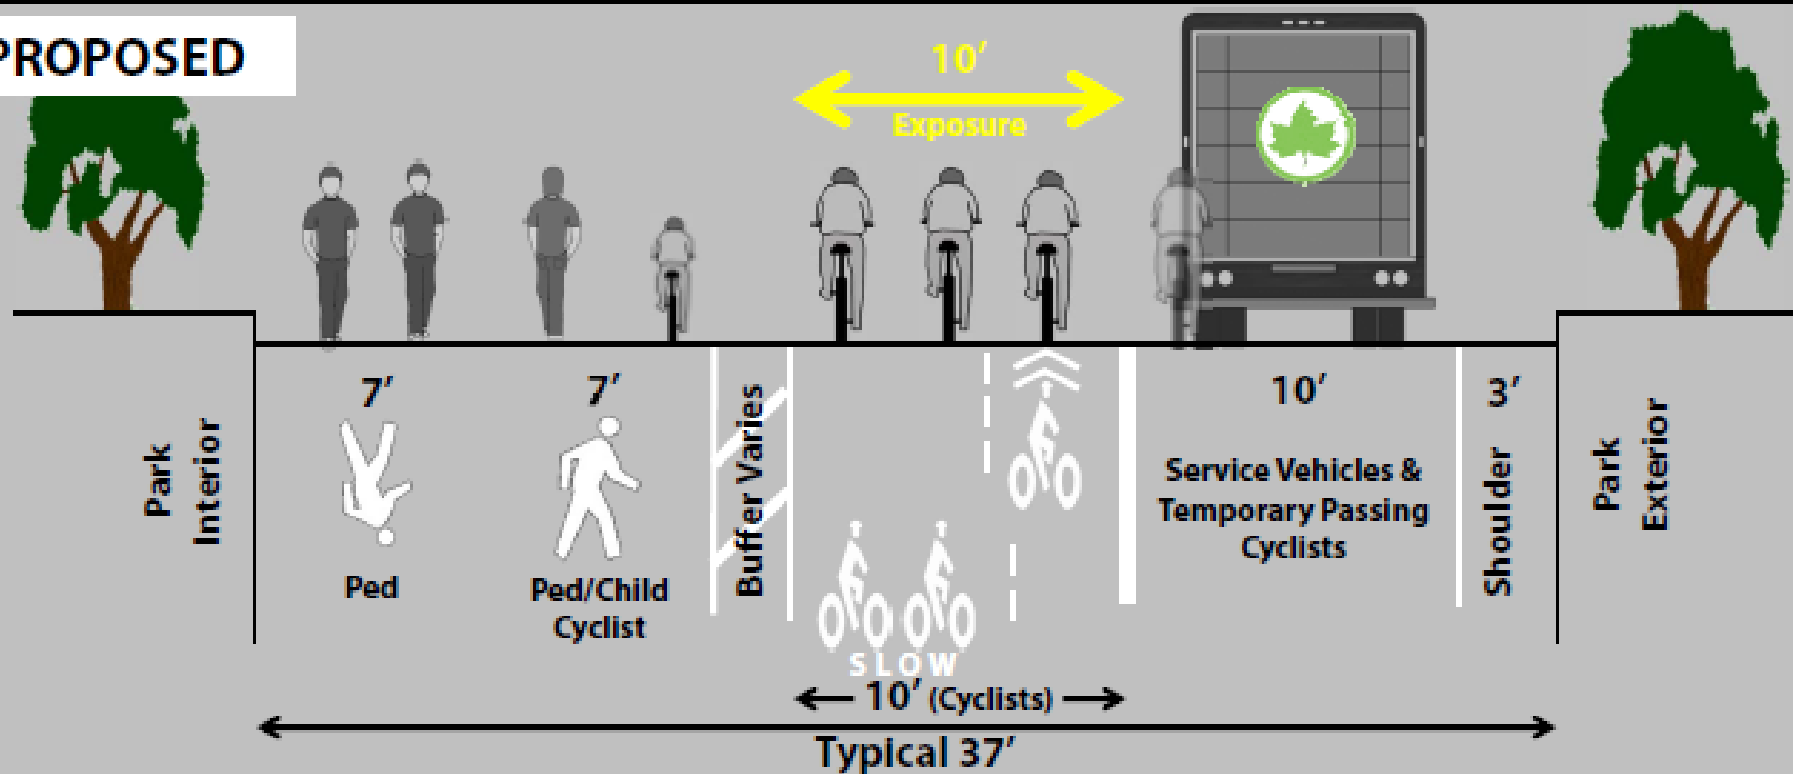 PROPOSED
10′
Exposure
7′
7′
10′
3′
Park
Interior
Ped
Ped/Child
Cyclist
Buffer Varies
SLOW
Service Vehicles &
Temporary Passing
Cyclists
Shoulder
Park
Exterior
10′ (Cyclists)
Typical 37′